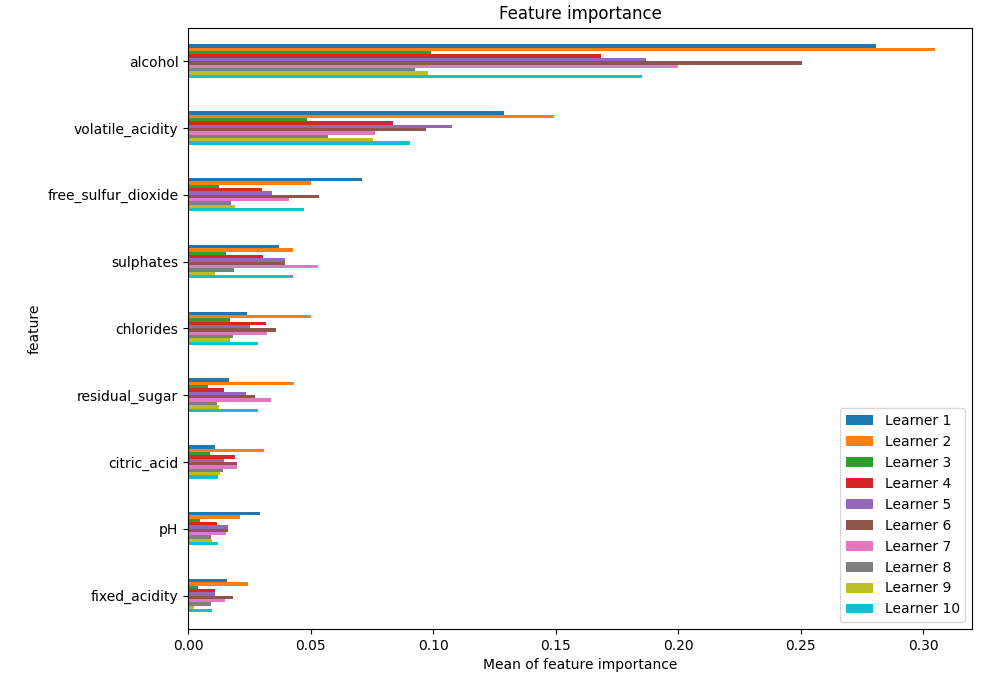 Feature importance
alcohol
volatile_acidity
free_sulfur_dioxide
sulphates
chlorides
residual_sugar
citric_acid
pH
fixed_acidity
feature
Learner 1
Learner 2
Learner 3
Learner 4
Learner 5
Learner 6
Learner 7
Learner 8
Learner 9
Learner 10
0.00 0.05 0.10 0.15 0.20 0.25 0.30
Mean of feature importance